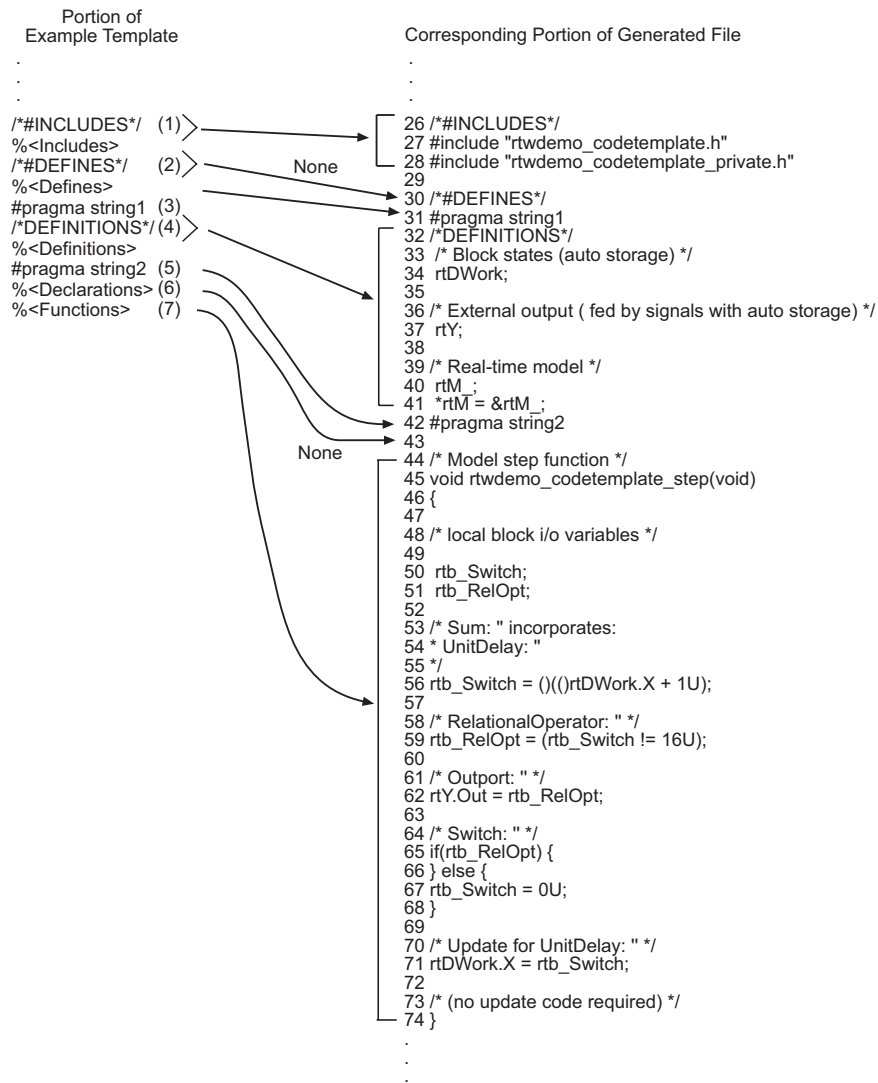 Portion of
Example Template
.
.
.
/*#INCLUDES*/ (1)
%<Includes>
/*#DEFINES*/ (2)
%<Defines>
#pragma string1 (3)
/*DEFINITIONS*/ (4)
%<Definitions>
#pragma string2 (5)
%<Declarations> (6)
%<Functions> (7)
None
None
Corresponding Portion of Generated File
.
.
.
26 /*#INCLUDES*/
27 #include "rtwdemo_codetemplate.h"
28 #include "rtwdemo_codetemplate_private.h"
29
30 /*#DEFINES*/
31 #pragma string1
32 /*DEFINITIONS*/
33 /* Block states (auto storage) */
34 rtDWork;
35
36 /* External output ( fed by signals with auto storage) */
37 rtY;
38
39 /* Real-time model */
40 rtM_;
41 *rtM = &rtM_;
42 #pragma string2
43
44 /* Model step function */
45 void rtwdemo_codetemplate_step(void)
46 {
47
48 /* local block i/o variables */
49
50 rtb_Switch;
51 rtb_RelOpt;
52
53 /* Sum: '' incorporates:
54 * UnitDelay: ''
55 */
56 rtb_Switch = ()(()rtDWork.X + 1U);
57
58 /* RelationalOperator: '' */
59 rtb_RelOpt = (rtb_Switch != 16U);
60
61 /* Outport: '' */
62 rtY.Out = rtb_RelOpt;
63
64 /* Switch: '' */
65 if(rtb_RelOpt) {
66 } else {
67 rtb_Switch = 0U;
68 }
69
70 /* Update for UnitDelay: '' */
71 rtDWork.X = rtb_Switch;
72
73 /* (no update code required) */
74 }
.
.
.